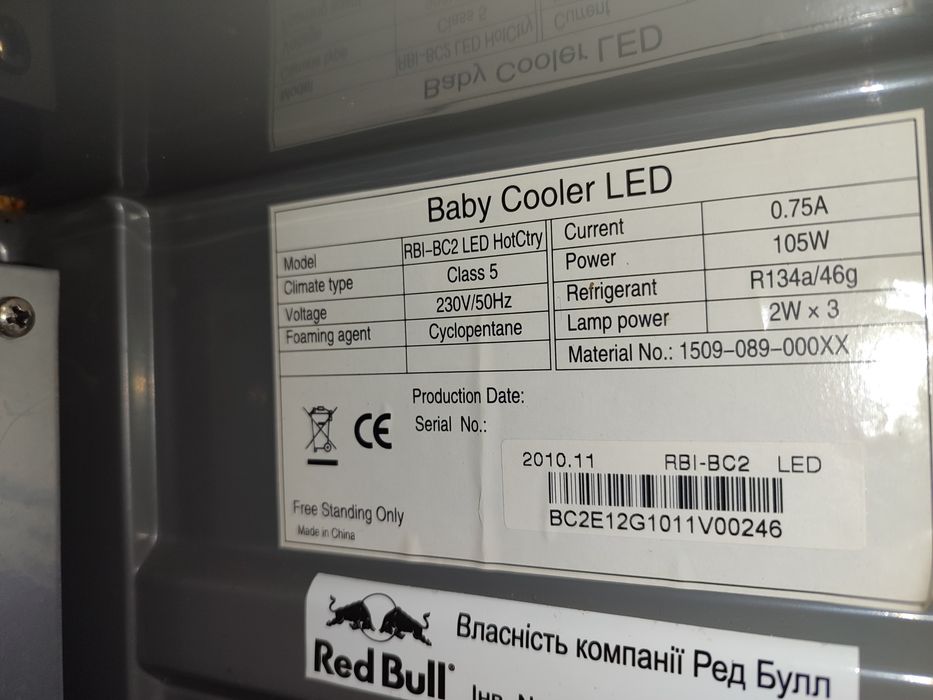 Baby Cooler LED
Model RBI-BC2 LED HotCtry
Climate type Class 5
Voltage 230V/50Hz
Foaming agent Cyclopentane
Current 0.75A
Power 105W
Refrigerant R134a/46g
Lamp power 2W × 3
Material No.: 1509-089-000XX
Production Date:
Serial No.:
CE
2010.11 RBI-BC2 LED
BC2E12G1011V00246
Free Standing Only
Made in China
Red Bull
Власність компанії Ред Булл